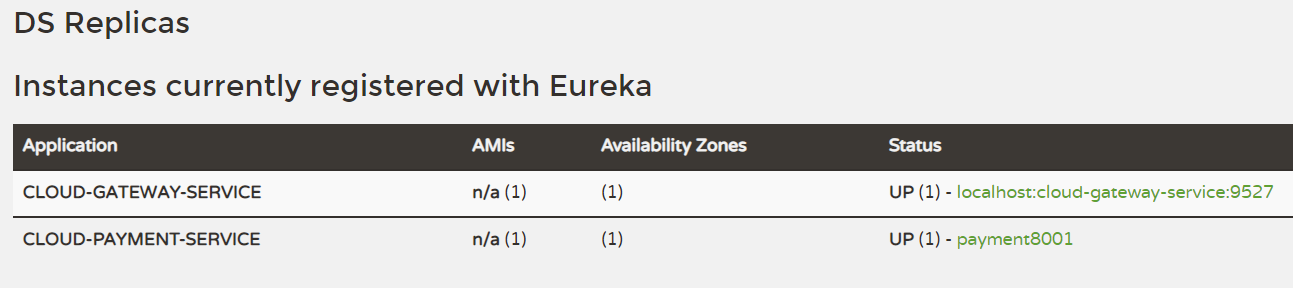 DS Replicas
Instances currently registered with Eureka
Application AMIs Availability Zones Status
CLOUD-GATEWAY-SERVICE n/a (1) (1) UP (1) - localhost:cloud-gateway-service:9527
CLOUD-PAYMENT-SERVICE n/a (1) (1) UP (1) - payment8001